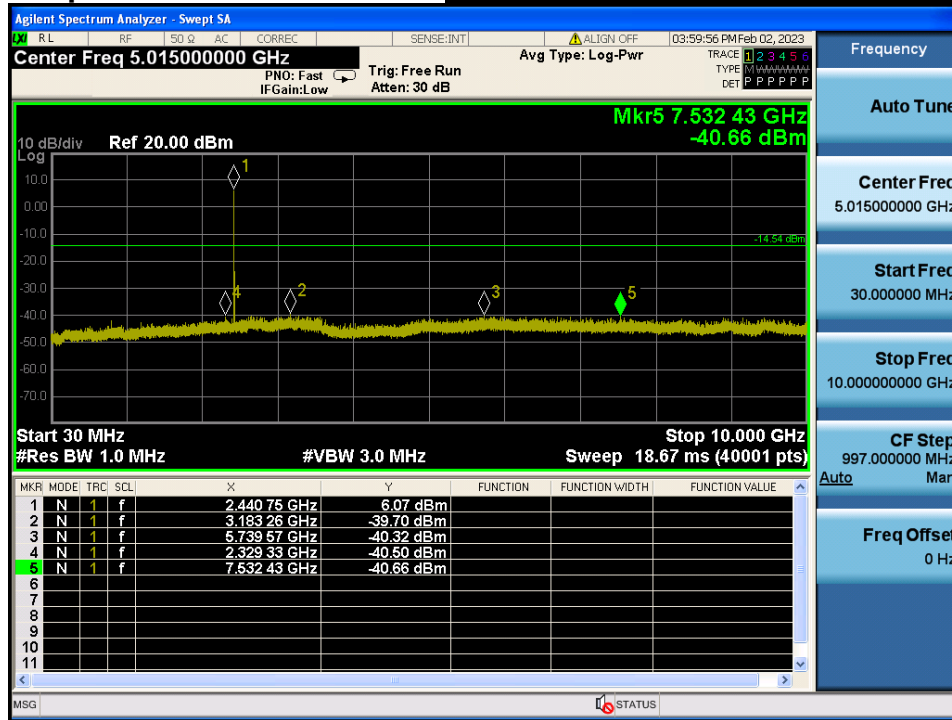 Agilent Spectrum Analyzer - Swept SA
LXI RL RF 50 Ω AC CORREC SENSE:INT ALIGN OFF 03:59:56 PM Feb 02, 2023
Center Freq 5.015000000 GHz
PNO: Fast
IFGain:Low
Trig: Free Run
Atten: 30 dB
Avg Type: Log-Pwr
TRACE 1 2 3 4 5 6
TYPE M W W W W W
DET P P P P P P
Mkr5 7.532 43 GHz
-40.66 dBm
10 dB/div Ref 20.00 dBm
Log
10.0
0.00
-10.0
-20.0
-30.0
-40.0
-50.0
-60.0
-70.0
-14.54 dBm
1
4
2
3
5
Start 30 MHz Stop 10.000 GHz
#Res BW 1.0 MHz #VBW 3.0 MHz Sweep 18.67 ms (40001 pts)
MKR MODE TRC SCL X Y FUNCTION FUNCTION WIDTH FUNCTION VALUE
1 N 1 f 2.440 75 GHz 6.07 dBm
2 N 1 f 3.183 26 GHz -39.70 dBm
3 N 1 f 5.739 57 GHz -40.32 dBm
4 N 1 f 2.329 33 GHz -40.50 dBm
5 N 1 f 7.532 43 GHz -40.66 dBm
6
7
8
9
10
11
MSG STATUS
Frequency
Auto Tune
Center Freq
5.015000000 GHz
Start Freq
30.000000 MHz
Stop Freq
10.000000000 GHz
CF Step
997.000000 MHz
Auto Man
Freq Offset
0 Hz